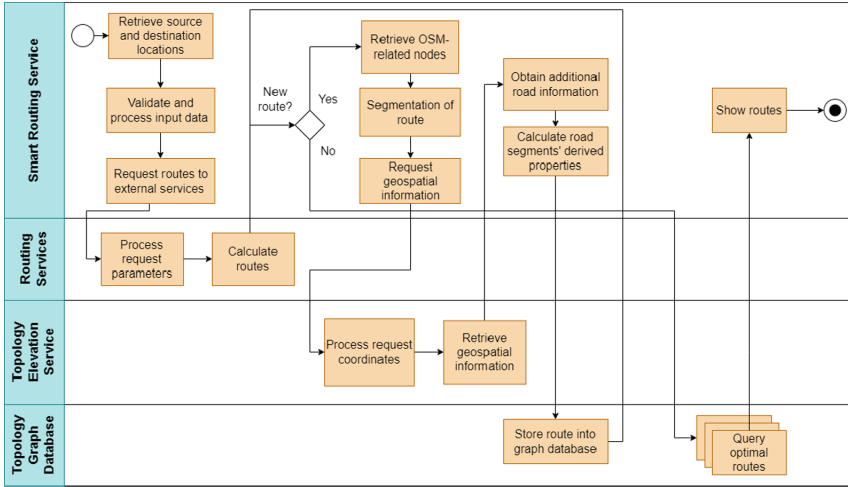 Smart Routing Service
Retrieve source
and destination
locations
Validate and
process input data
Request routes to
external services
New
route?
Yes
No
Retrieve OSM-
related nodes
Segmentation of
route
Request
geospatial
information
Obtain additional
road information
Calculate road
segments' derived
properties
Show routes
Routing
Services
Process
request
parameters
Calculate
routes
Topology
Elevation
Service
Process request
coordinates
Retrieve
geospatial
information
Topology
Graph
Database
Store route into
graph database
Query
optimal
routes